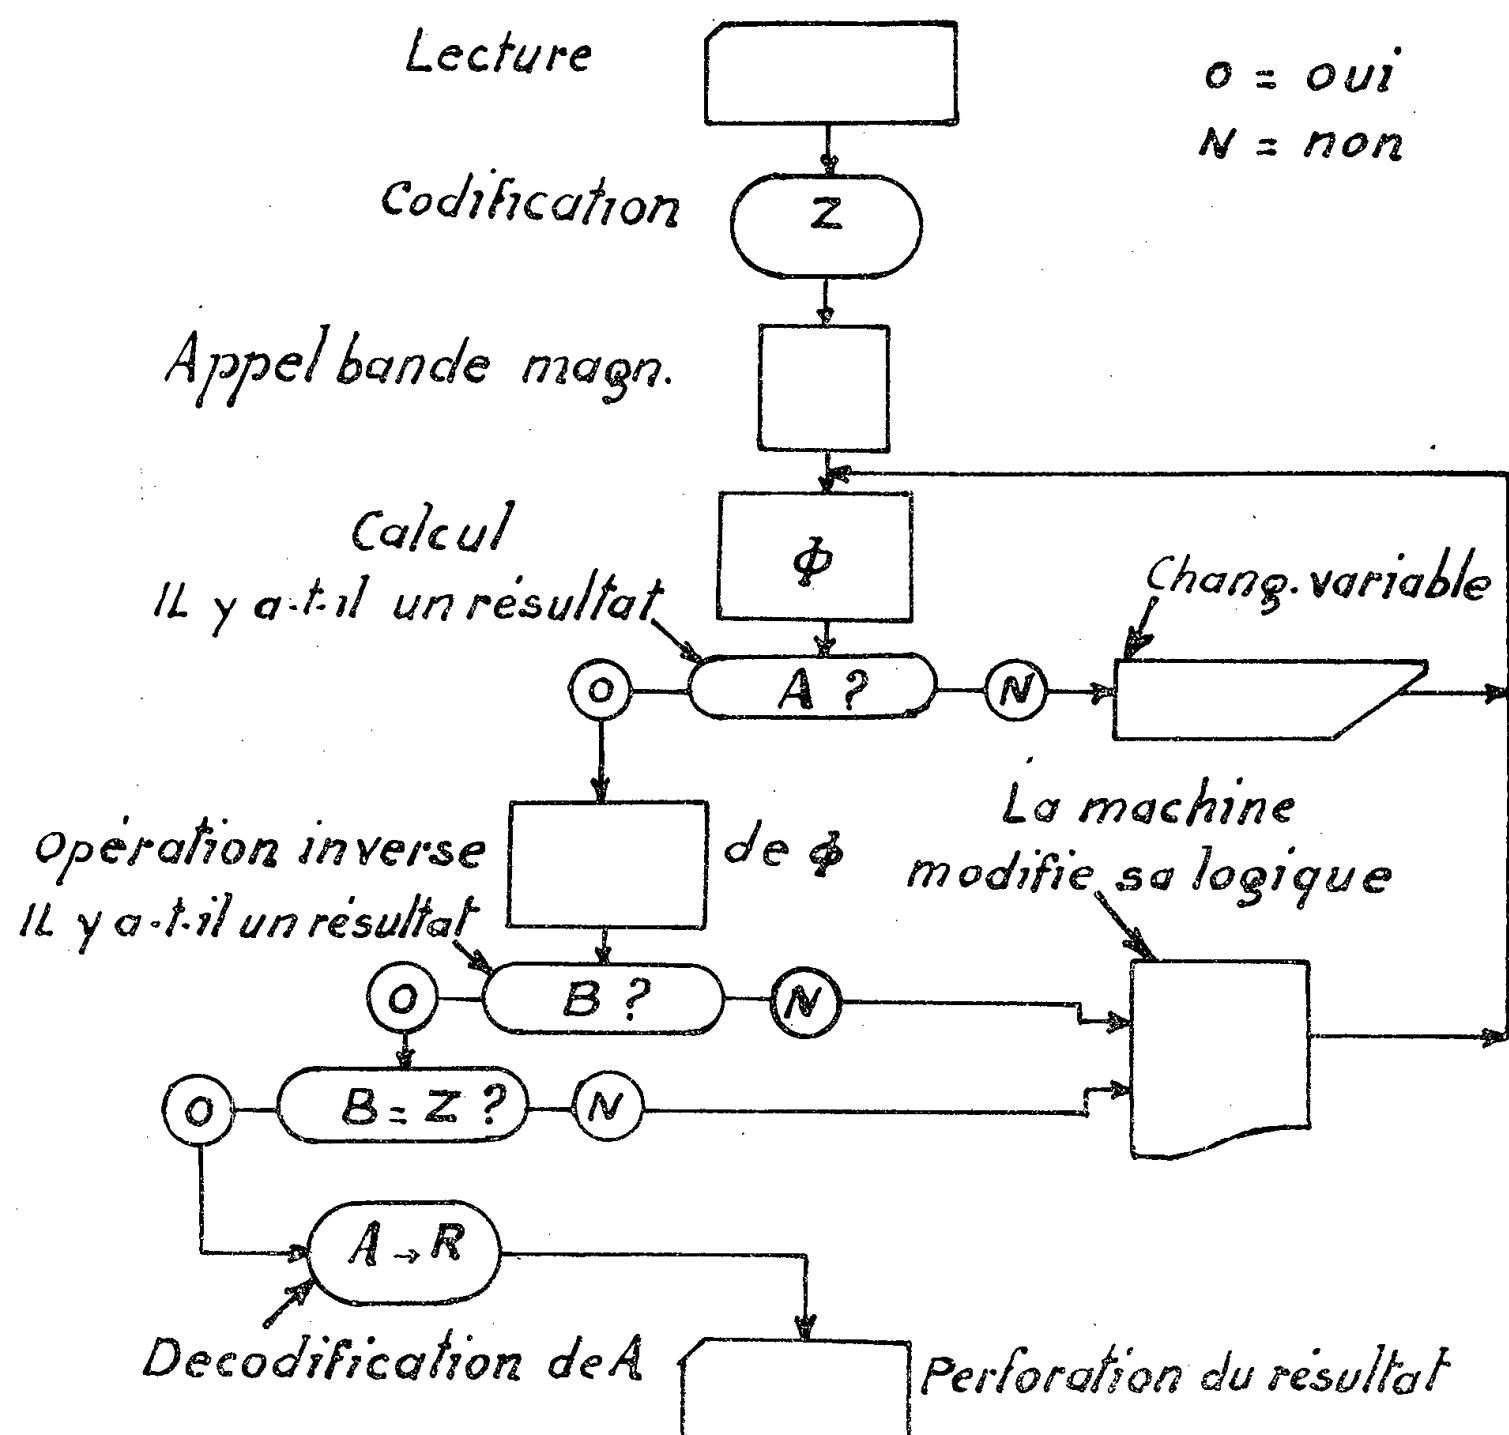 Lecture
O = oui
N = non
Codification
Z
Appel bande magn.
Calcul
ϕ
IL y a-t-il un résultat
Chang. variable
O
A ?
N
La machine
modifie sa logique
Opération inverse
de ϕ
IL y a-t-il un résultat
O
B ?
N
O
B = Z ?
N
A → R
Decodification de A
Perforation du résultat